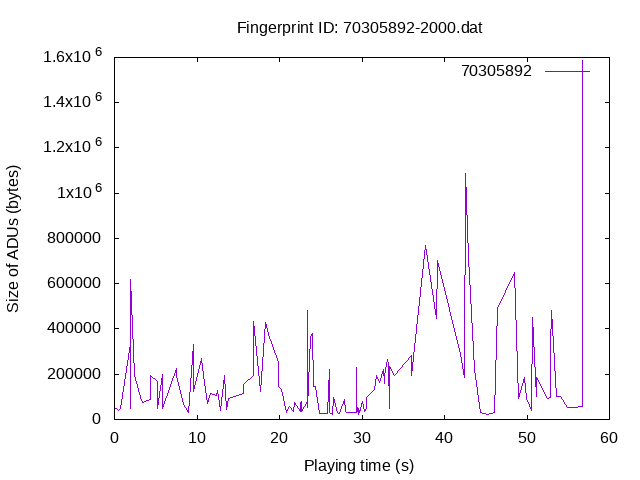 Fingerprint ID: 70305892-2000.dat
1.6x10 6
1.4x10 6
1.2x10 6
1x10 6
800000
600000
400000
200000
0
70305892
Size of ADUs (bytes)
0 10 20 30 40 50 60
Playing time (s)